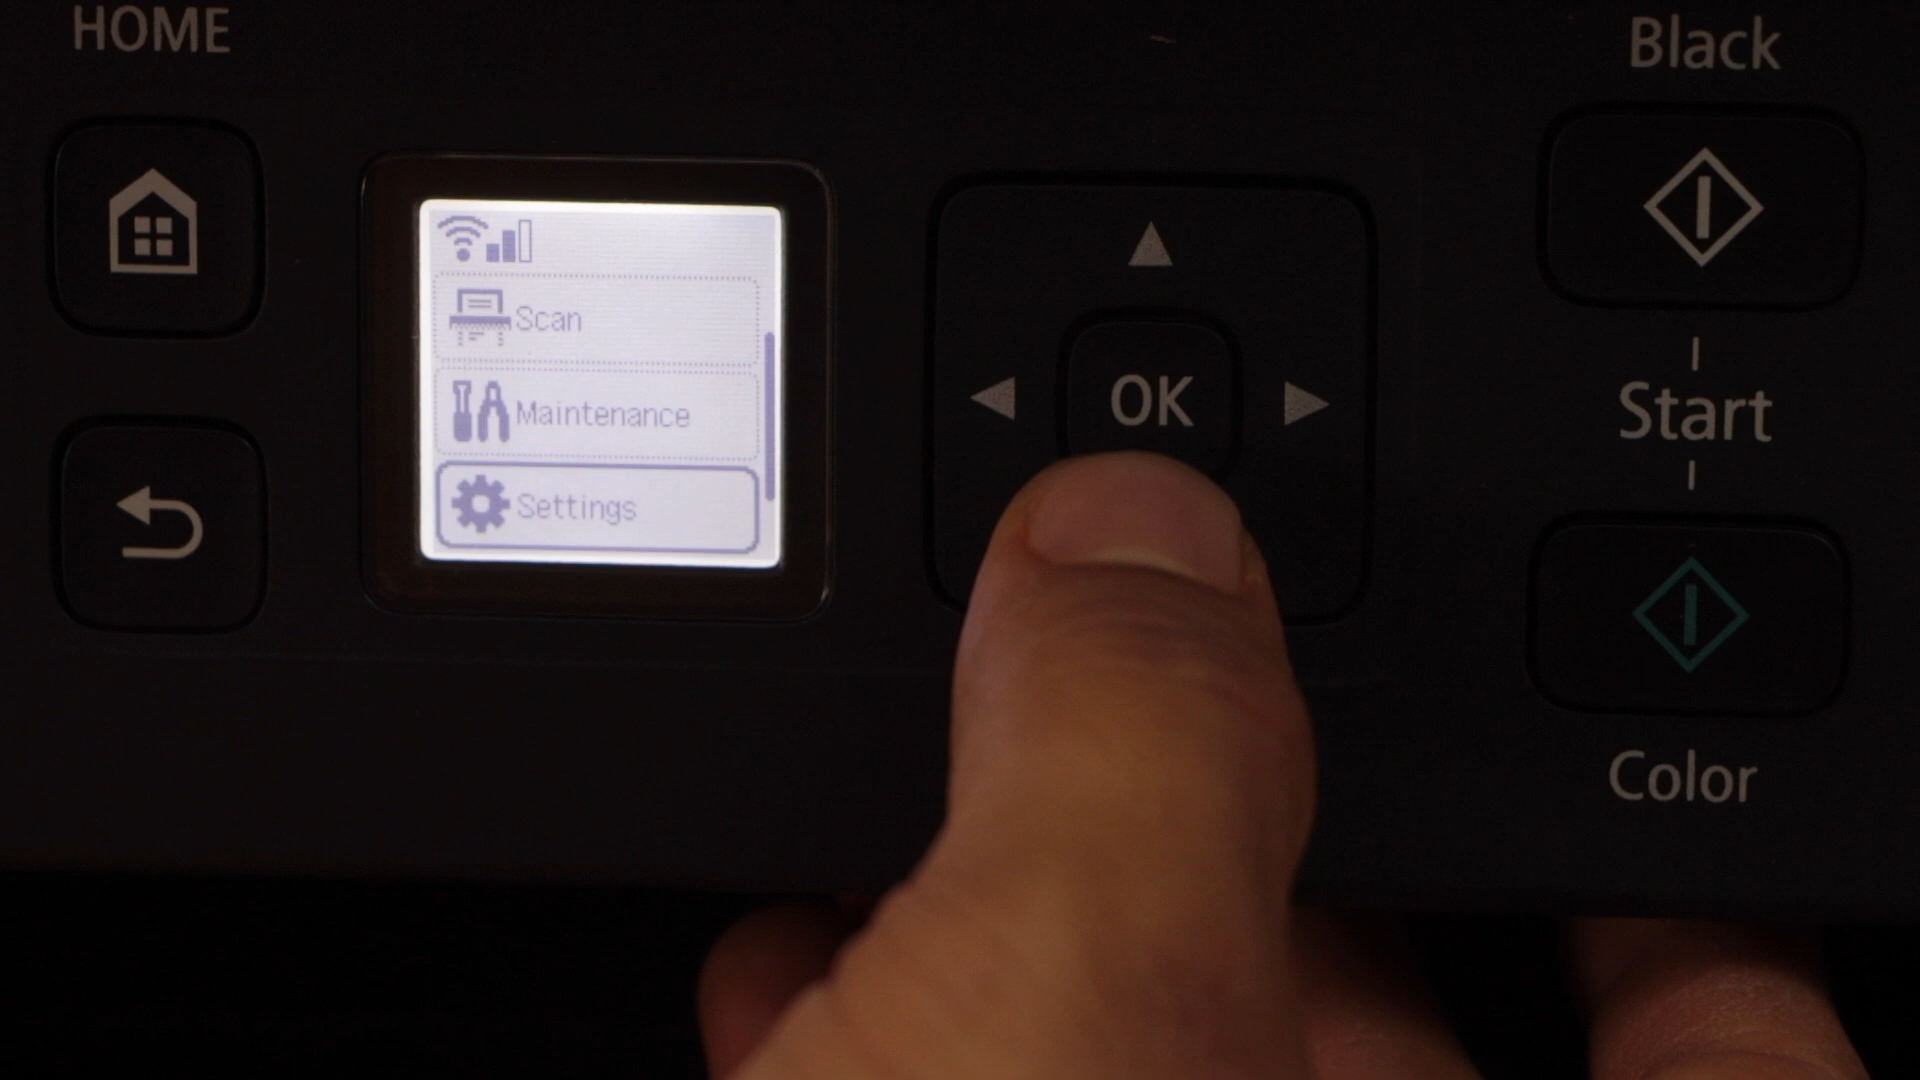 HOME
Black
Scan
Maintenance
OK
Start
Settings
Color